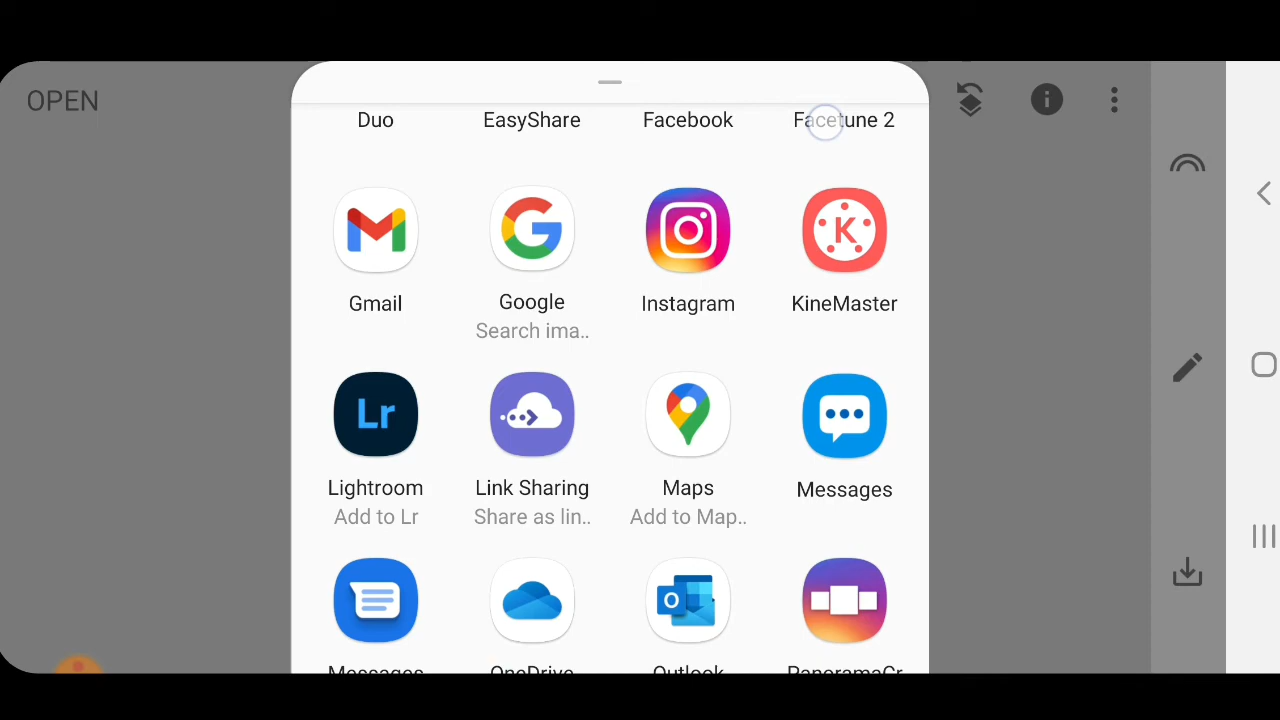 OPEN
Duo
EasyShare
Facebook
Facetune 2
Gmail
Google
Search ima..
Instagram
K
KineMaster
Lr
Lightroom
Add to Lr
Link Sharing
Share as lin..
Maps
Add to Map..
Messages
Messages
OneDrive
Outlook
PanoramaCr